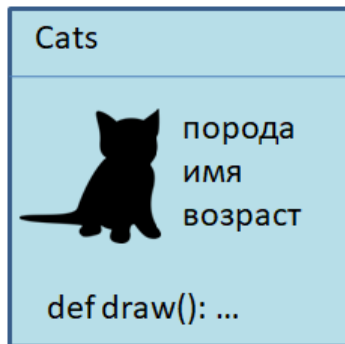 Cats
порода
имя
возраст
def draw(): ...